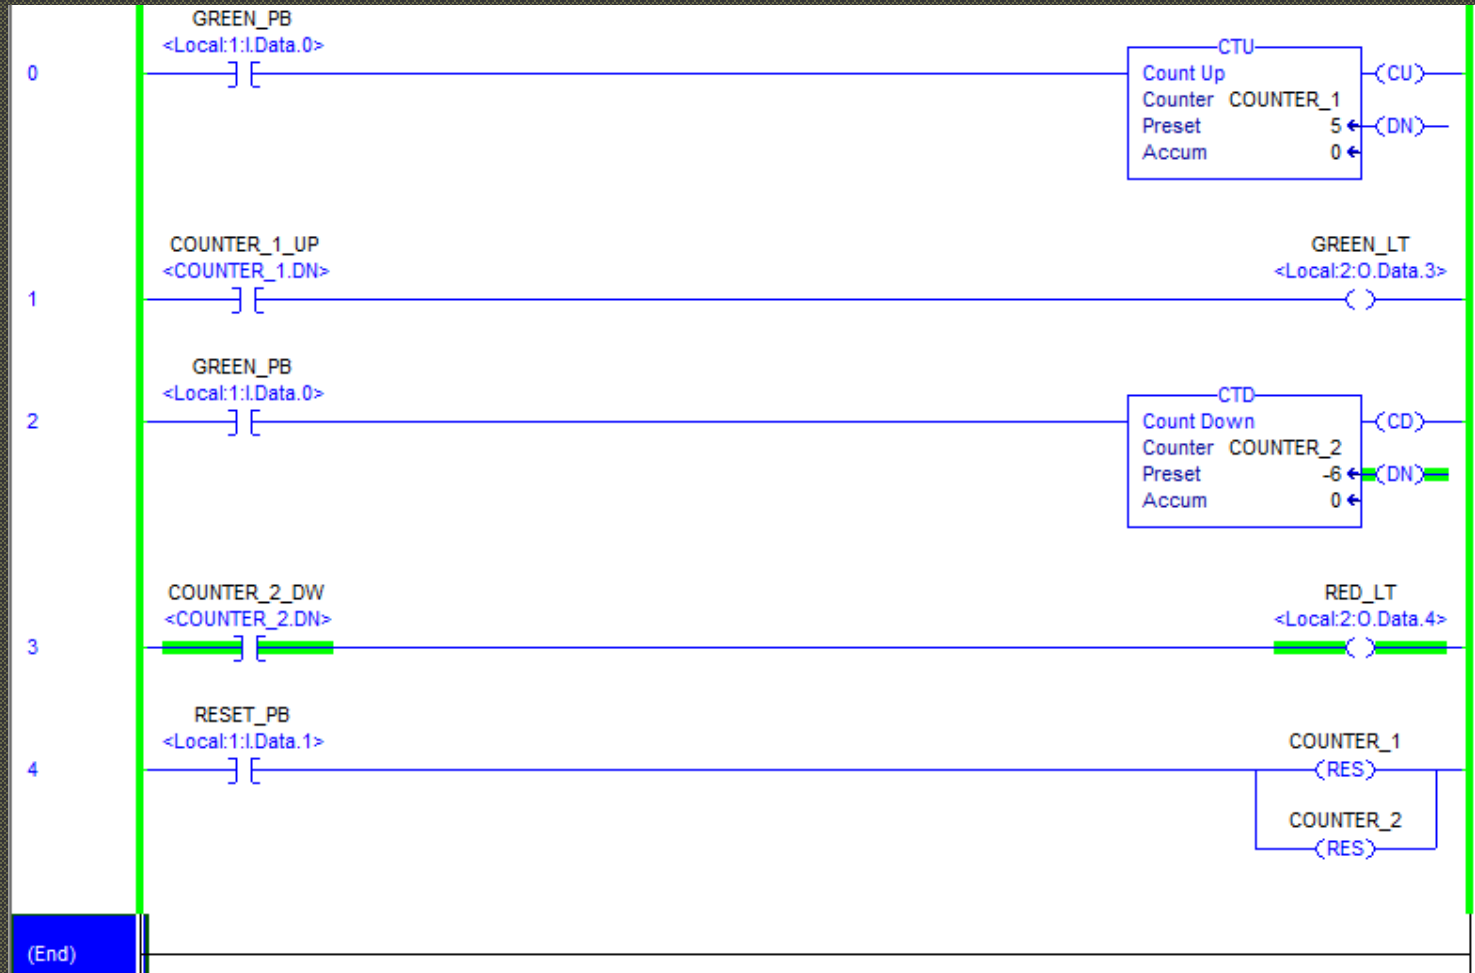 GREEN_PB
<Local:1:I.Data.0>
0
CTU
Count Up
(CU)
Counter COUNTER_1
Preset 5
(DN)
Accum 0
COUNTER_1_UP
<COUNTER_1.DN>
GREEN_LT
<Local:2:O.Data.3>
1
GREEN_PB
<Local:1:I.Data.0>
2
CTD
Count Down
(CD)
Counter COUNTER_2
Preset -6
(DN)
Accum 0
COUNTER_2_DW
<COUNTER_2.DN>
RED_LT
<Local:2:O.Data.4>
3
RESET_PB
<Local:1:I.Data.1>
4
COUNTER_1
(RES)
COUNTER_2
(RES)
(End)